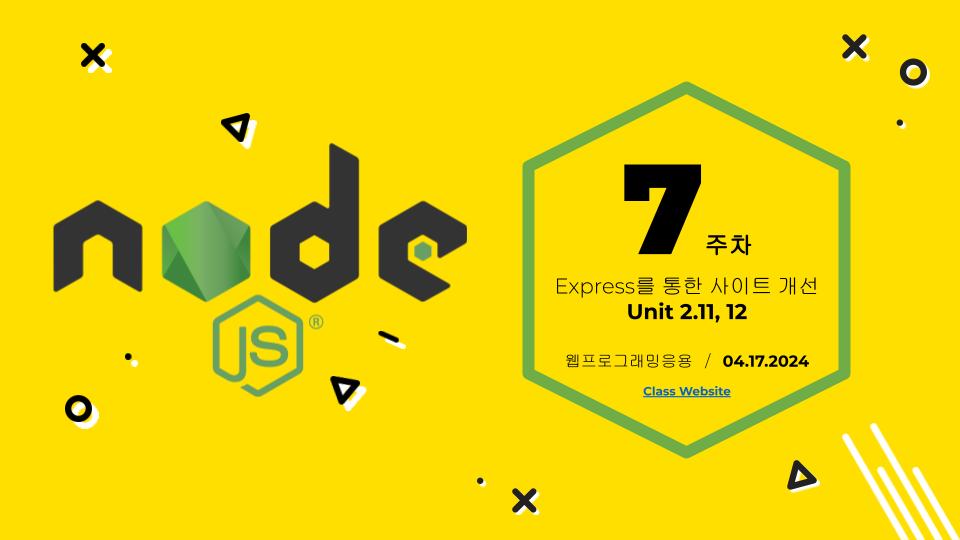 node
JS®
7 주차
Express를 통한 사이트 개선
Unit 2.11, 12
웹프로그래밍응용 / 04.17.2024
Class Website